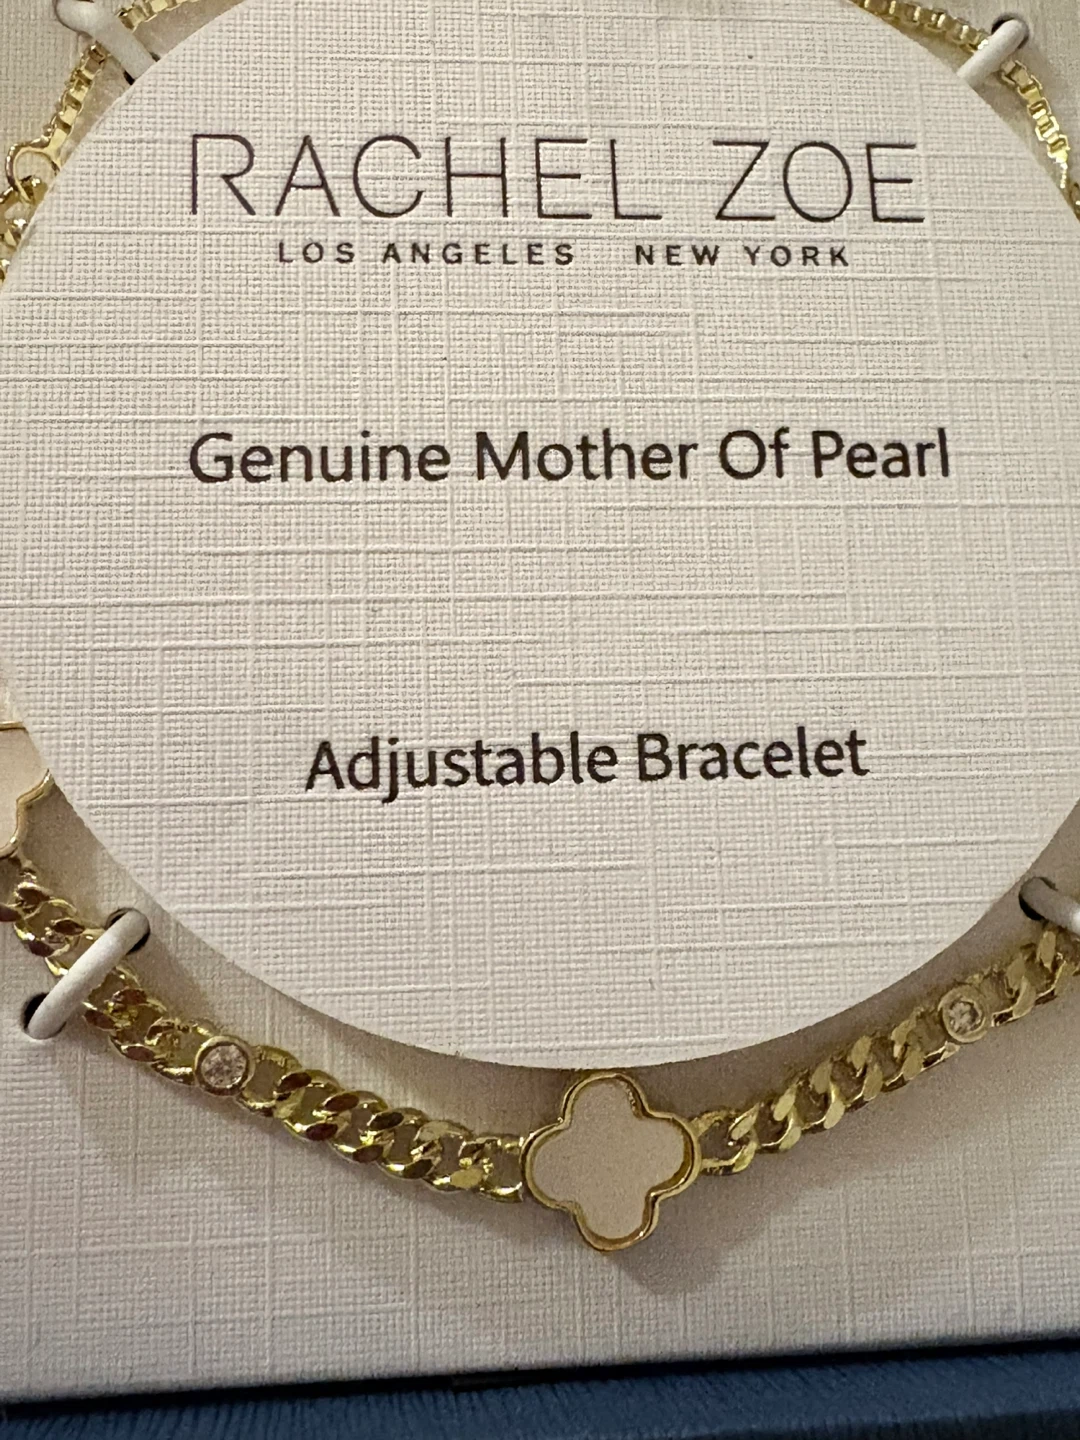 RACHEL ZOE
LOS ANGELES NEW YORK
Genuine Mother Of Pearl
Adjustable Bracelet